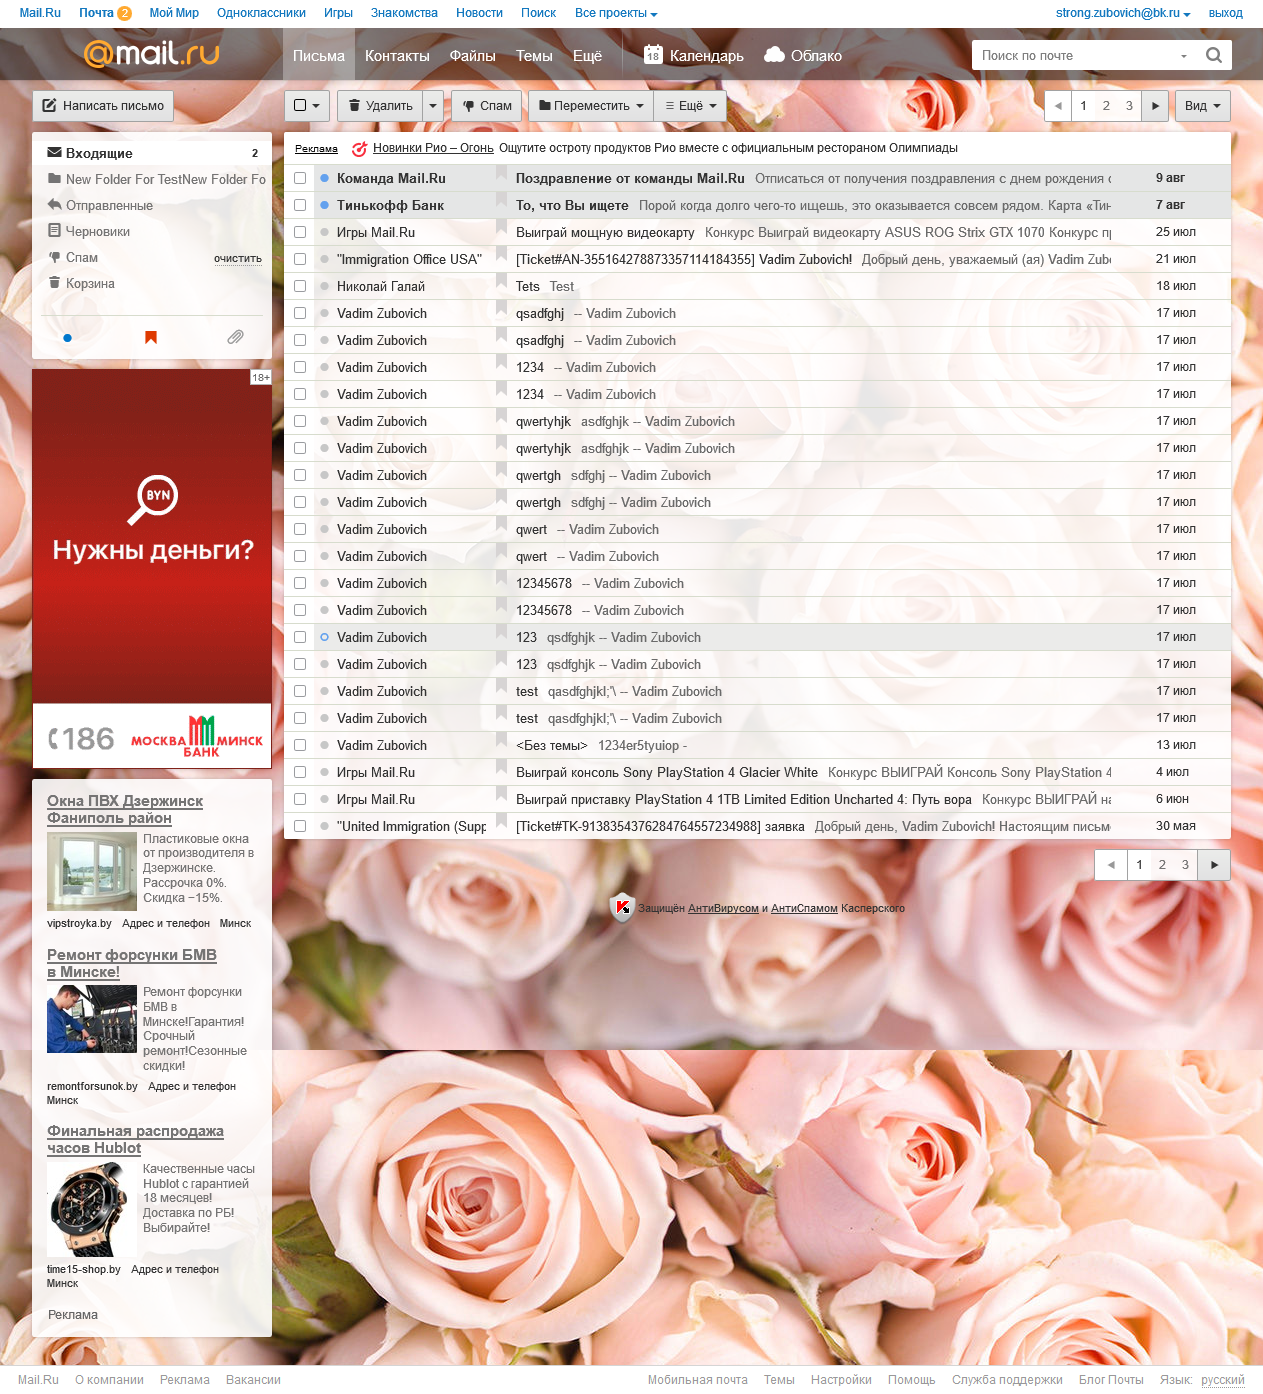 Mail.Ru Почта 2 Мой Мир Одноклассники Игры Знакомства Новости Поиск Все проекты strong.zubovich@bk.ru выход
@mail.ru Письма Контакты Файлы Темы Ещё 18 Календарь Облако Поиск по почте
Написать письмо Удалить Спам Переместить Ещё 1 2 3 Вид
Входящие 2
New Folder For TestNew Folder Fo
Отправленные
Черновики
Спам очистить
Корзина
18+
BYN
Нужны деньги?
186 МОСКВА МИНСК
БАНК
Окна ПВХ Дзержинск
Фаниполь район
Пластиковые окна
от производителя в
Дзержинске.
Рассрочка 0%.
Скидка −15%.
vipstroyka.by Адрес и телефон Минск
Ремонт форсунки БМВ
в Минске!
Ремонт форсунки
БМВ в
Минске!Гарантия!
Срочный
ремонт!Сезонные
скидки!
remontforsunok.by Адрес и телефон
Минск
Финальная распродажа
часов Hublot
Качественные часы
Hublot с гарантией
18 месяцев!
Доставка по РБ!
Выбирайте!
time15-shop.by Адрес и телефон
Минск
Реклама
Реклама Новинки Рио – Огонь Ощутите остроту продуктов Рио вместе с официальным рестораном Олимпиады
Команда Mail.Ru Поздравление от команды Mail.Ru Отписаться от получения поздравления с днем рождения 9 авг
Тинькофф Банк То, что Вы ищете Порой когда долго чего-то ищешь, это оказывается совсем рядом. Карта «Тин 7 авг
Игры Mail.Ru Выиграй мощную видеокарту Конкурс Выиграй видеокарту ASUS ROG Strix GTX 1070 Конкурс пр 25 июл
"Immigration Office USA" [Ticket#AN-355164278873357114184355] Vadim Zubovich! Добрый день, уважаемый (ая) Vadim Zubo 21 июл
Николай Галай Tets Test 18 июл
Vadim Zubovich qsadfghj -- Vadim Zubovich 17 июл
Vadim Zubovich qsadfghj -- Vadim Zubovich 17 июл
Vadim Zubovich 1234 -- Vadim Zubovich 17 июл
Vadim Zubovich 1234 -- Vadim Zubovich 17 июл
Vadim Zubovich qwertyhjk asdfghjk -- Vadim Zubovich 17 июл
Vadim Zubovich qwertyhjk asdfghjk -- Vadim Zubovich 17 июл
Vadim Zubovich qwertgh sdfghj -- Vadim Zubovich 17 июл
Vadim Zubovich qwertgh sdfghj -- Vadim Zubovich 17 июл
Vadim Zubovich qwert -- Vadim Zubovich 17 июл
Vadim Zubovich qwert -- Vadim Zubovich 17 июл
Vadim Zubovich 12345678 -- Vadim Zubovich 17 июл
Vadim Zubovich 12345678 -- Vadim Zubovich 17 июл
Vadim Zubovich 123 qsdfghjk -- Vadim Zubovich 17 июл
Vadim Zubovich 123 qsdfghjk -- Vadim Zubovich 17 июл
Vadim Zubovich test qasdfghjkl;'\ -- Vadim Zubovich 17 июл
Vadim Zubovich test qasdfghjkl;'\ -- Vadim Zubovich 17 июл
Vadim Zubovich <Без темы> 1234er5tyuiop - 13 июл
Игры Mail.Ru Выиграй консоль Sony PlayStation 4 Glacier White Конкурс ВЫИГРАЙ Консоль Sony PlayStation 4 4 июл
Игры Mail.Ru Выиграй приставку PlayStation 4 1TB Limited Edition Uncharted 4: Путь вора Конкурс ВЫИГРАЙ на 6 июн
"United Immigration (Supp [Ticket#TK-9138354376284764557234988] заявка Добрый день, Vadim Zubovich! Настоящим письм 30 мая
1 2 3
Защищён АнтиВирусом и АнтиСпамом Касперского
Mail.Ru О компании Реклама Вакансии Мобильная почта Темы Настройки Помощь Служба поддержки Блог Почты Язык: русский